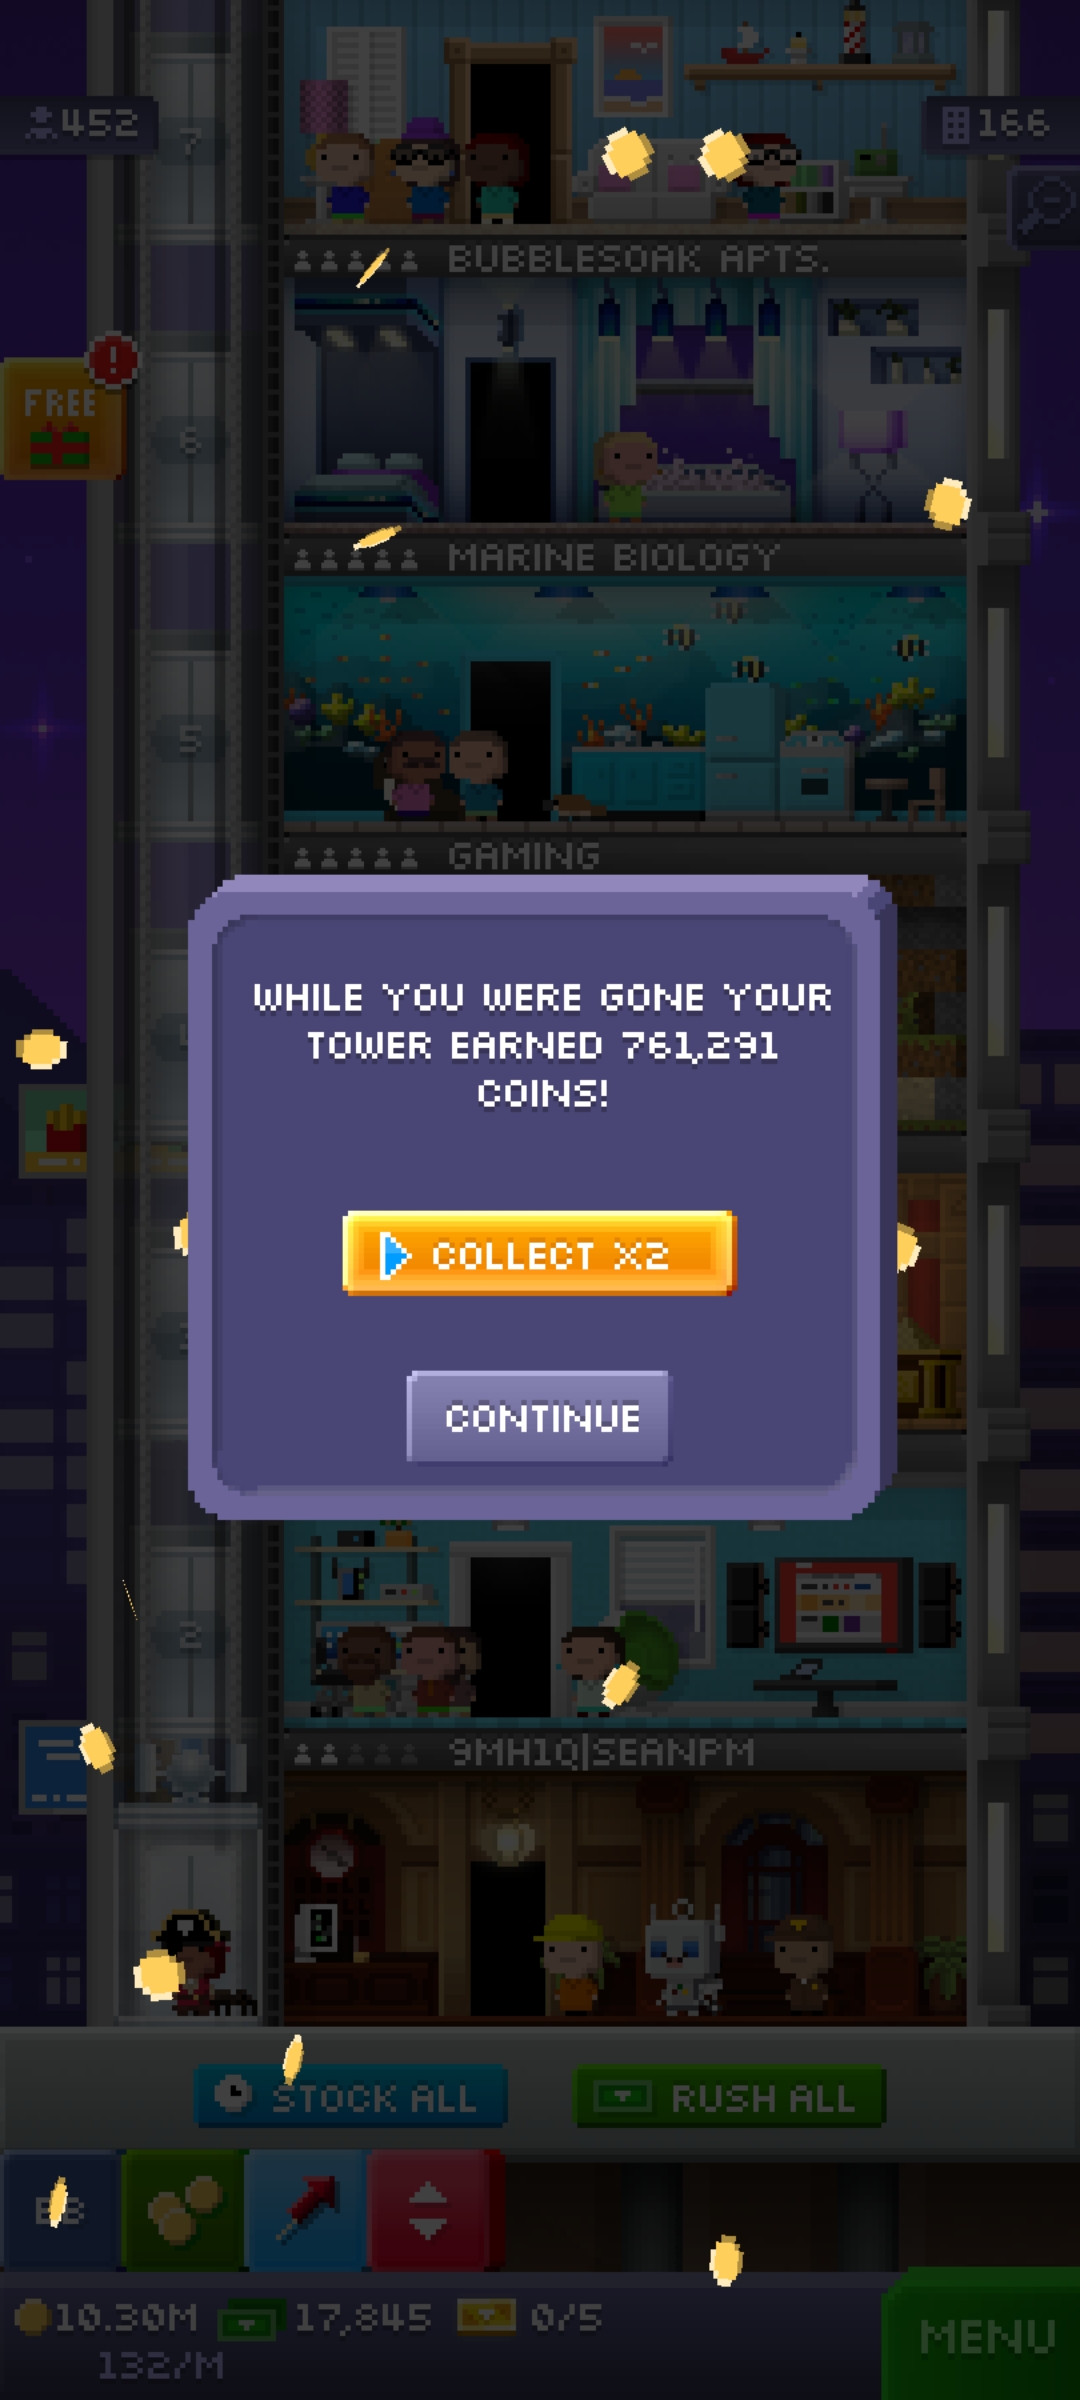 7
452
166
BUBBLESOAK APTS.
FREE
!
6
MARINE BIOLOGY
5
GAMING
WHILE YOU WERE GONE YOUR
TOWER EARNED 761,291
COINS!
COLLECT X2
CONTINUE
2
9MH1Q|SEANPM
STOCK ALL
RUSH ALL
10.30M
17,845
0/5
132/M
MENU